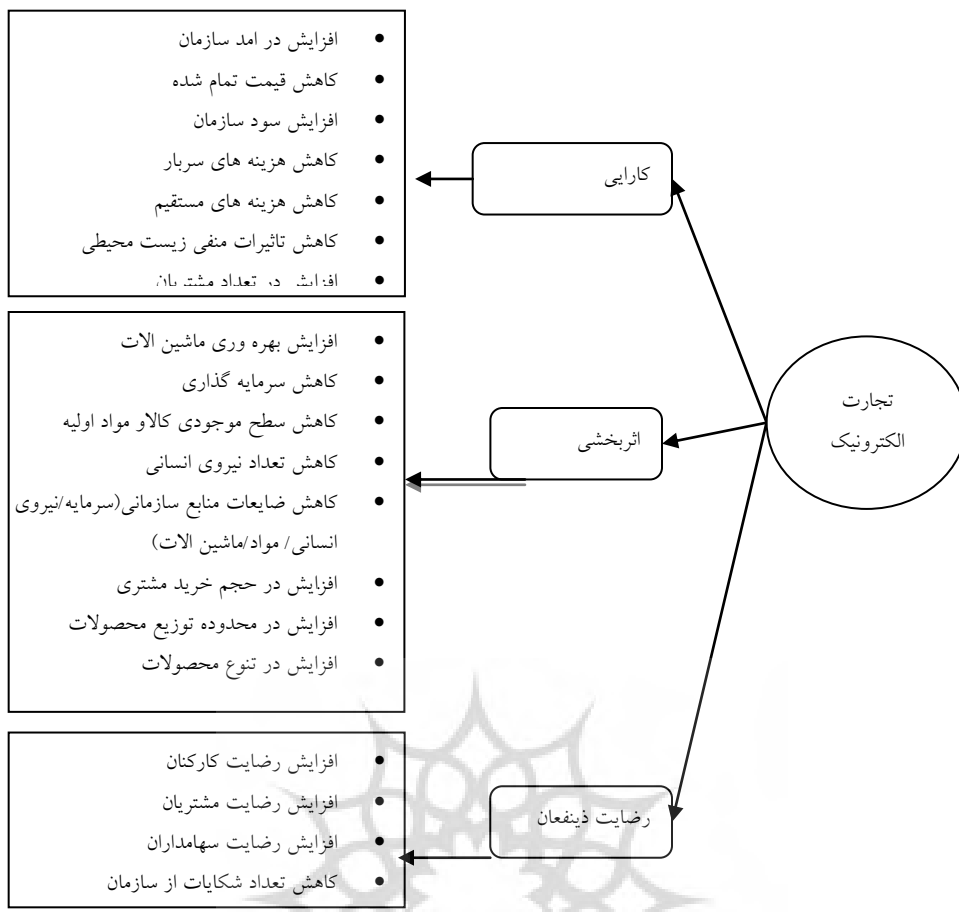 تجارت
الکترونیک
کارایی
• افزایش در امد سازمان
• کاهش قیمت تمام شده
• افزایش سود سازمان
• کاهش هزینه های سربار
• کاهش هزینه های مستقیم
• کاهش تاثیرات منفی زیست محیطی
• افزایش در تعداد مشتریان
اثربخشی
• افزایش بهره وری ماشین الات
• کاهش سرمایه گذاری
• کاهش سطح موجودی کالاو مواد اولیه
• کاهش تعداد نیروی انسانی
• کاهش ضایعات منابع سازمانی(سرمایه/نیروی
انسانی/ مواد/ماشین الات)
• افزایش در حجم خرید مشتری
• افزایش در محدوده توزیع محصولات
• افزایش در تنوع محصولات
رضایت ذینفعان
• افزایش رضایت کارکنان
• افزایش رضایت مشتریان
• افزایش رضایت سهامداران
• کاهش تعداد شکایات از سازمان